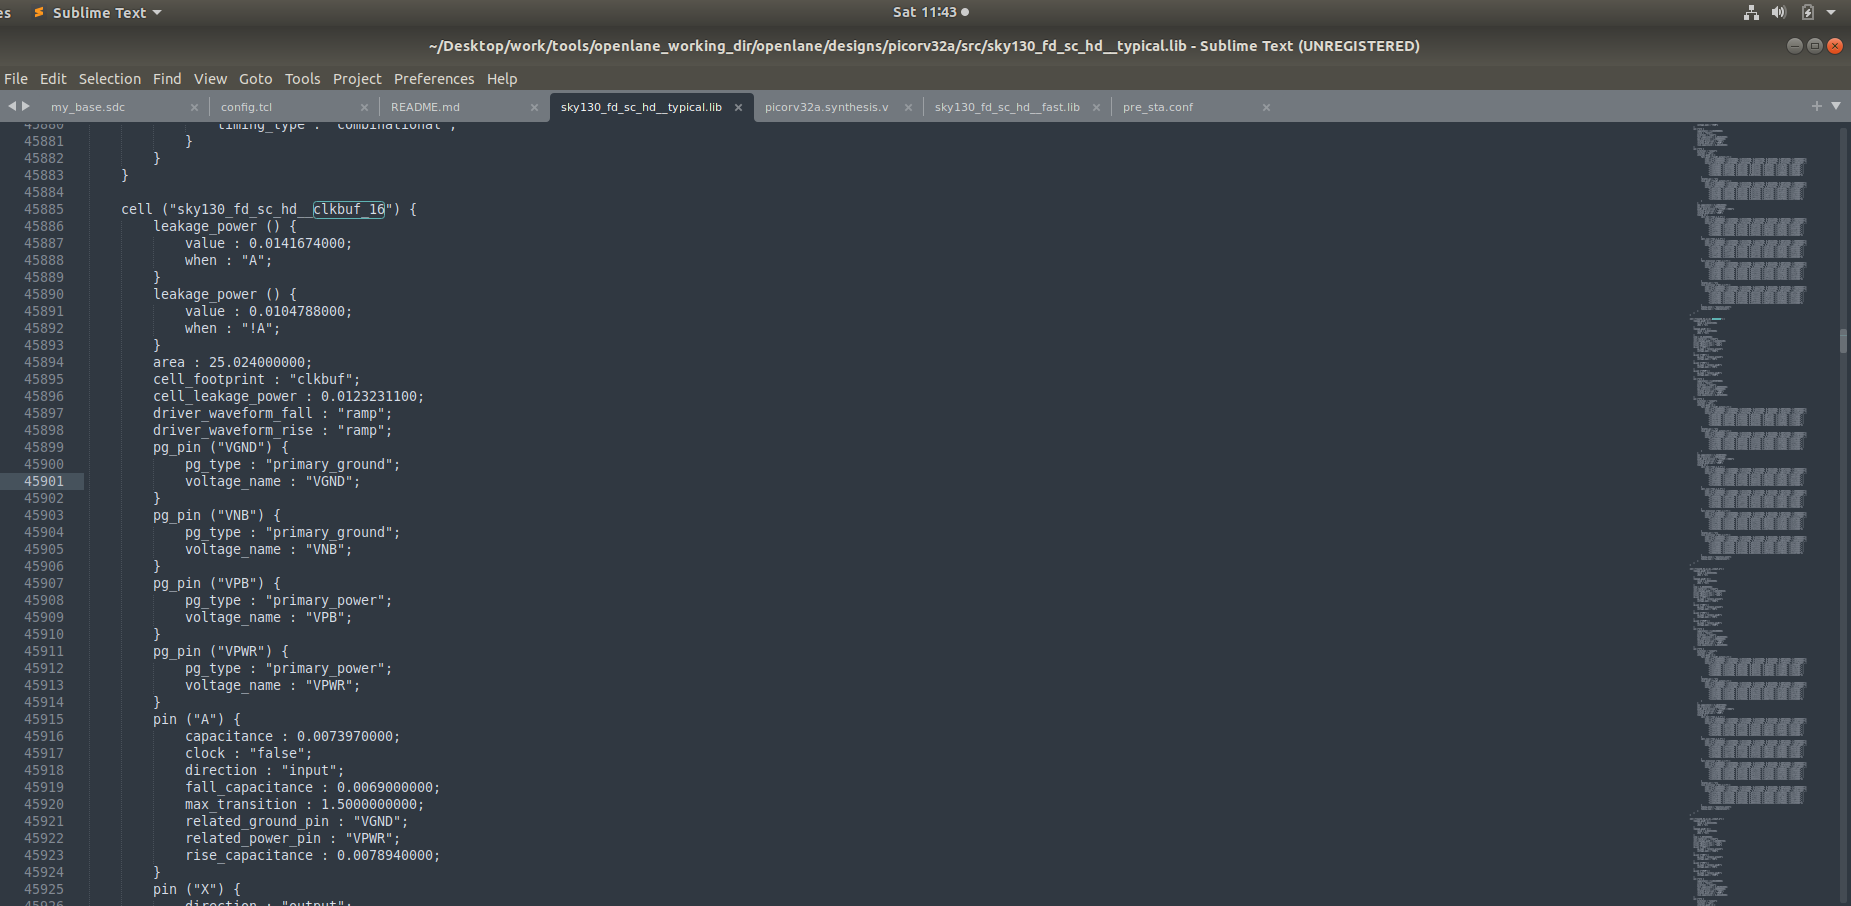 es Sublime Text Sat 11:43
~/Desktop/work/tools/openlane_working_dir/openlane/designs/picorv32a/src/sky130_fd_sc_hd__typical.lib - Sublime Text (UNREGISTERED)
File Edit Selection Find View Goto Tools Project Preferences Help
my_base.sdc config.tcl README.md sky130_fd_sc_hd__typical.lib picorv32a.synthesis.v sky130_fd_sc_hd__fast.lib pre_sta.conf
45880 timing_type : "combinational";
45881 }
45882 }
45883 }
45884
45885 cell ("sky130_fd_sc_hd__clkbuf_16") {
45886 leakage_power () {
45887 value : 0.0141674000;
45888 when : "A";
45889 }
45890 leakage_power () {
45891 value : 0.0104788000;
45892 when : "!A";
45893 }
45894 area : 25.024000000;
45895 cell_footprint : "clkbuf";
45896 cell_leakage_power : 0.0123231100;
45897 driver_waveform_fall : "ramp";
45898 driver_waveform_rise : "ramp";
45899 pg_pin ("VGND") {
45900 pg_type : "primary_ground";
45901 voltage_name : "VGND";
45902 }
45903 pg_pin ("VNB") {
45904 pg_type : "primary_ground";
45905 voltage_name : "VNB";
45906 }
45907 pg_pin ("VPB") {
45908 pg_type : "primary_power";
45909 voltage_name : "VPB";
45910 }
45911 pg_pin ("VPWR") {
45912 pg_type : "primary_power";
45913 voltage_name : "VPWR";
45914 }
45915 pin ("A") {
45916 capacitance : 0.0073970000;
45917 clock : "false";
45918 direction : "input";
45919 fall_capacitance : 0.0069000000;
45920 max_transition : 1.5000000000;
45921 related_ground_pin : "VGND";
45922 related_power_pin : "VPWR";
45923 rise_capacitance : 0.0078940000;
45924 }
45925 pin ("X") {
45926 direction : "output";